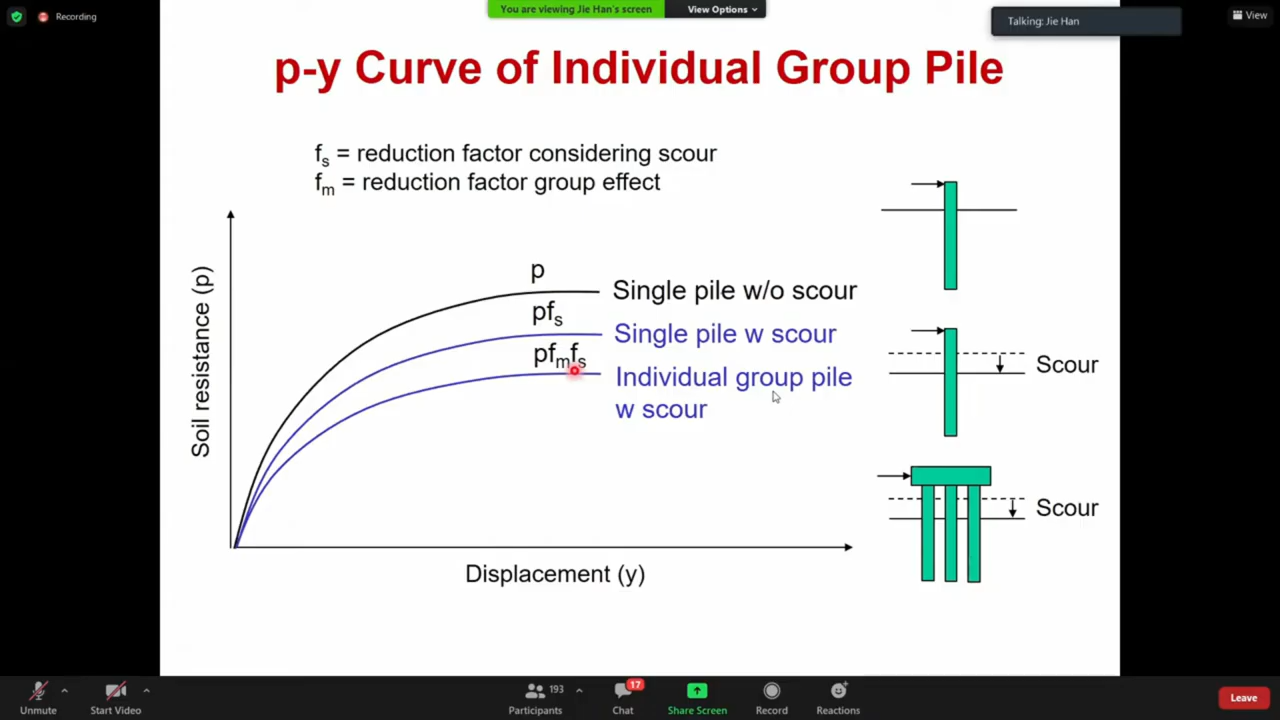 Recording
You are viewing Jie Han's screen
View Options
Talking: Jie Han
View
p-y Curve of Individual Group Pile
fs = reduction factor considering scour
fm = reduction factor group effect
Soil resistance (p)
p
Single pile w/o scour
pfs
Single pile w scour
pfmfs
Individual group pile
w scour
Displacement (y)
Scour
Scour
Unmute
Start Video
193
Participants
17
Chat
Share Screen
Record
Reactions
Leave